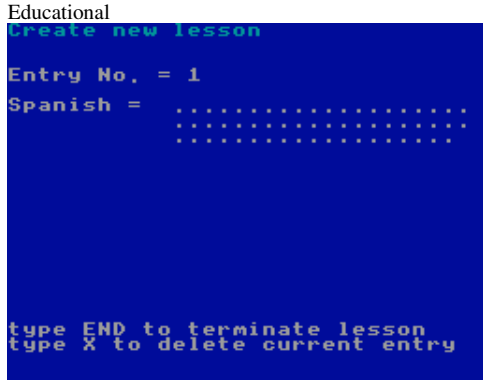 Educational
Create new lesson
Entry No. = 1
Spanish = ....................
....................
...................
type END to terminate lesson
type X to delete current entry